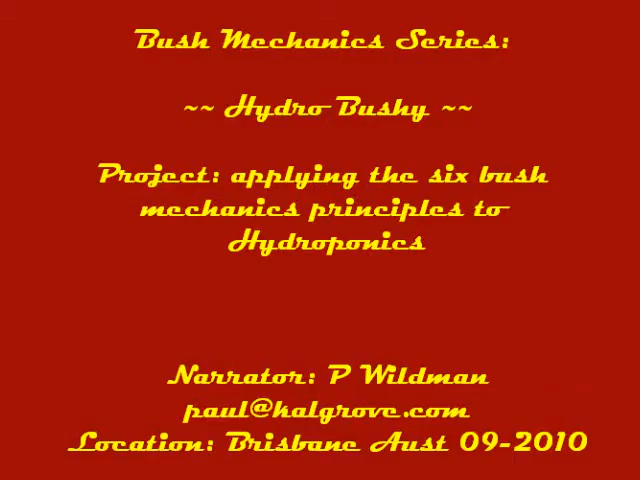 Bush Mechanics Series:
~~ Hydro Bushy ~~
Project: applying the six bush
mechanics principles to
Hydroponics
Narrator: P Wildman
paul@kalgrove.com
Location: Brisbane Aust 09-2010